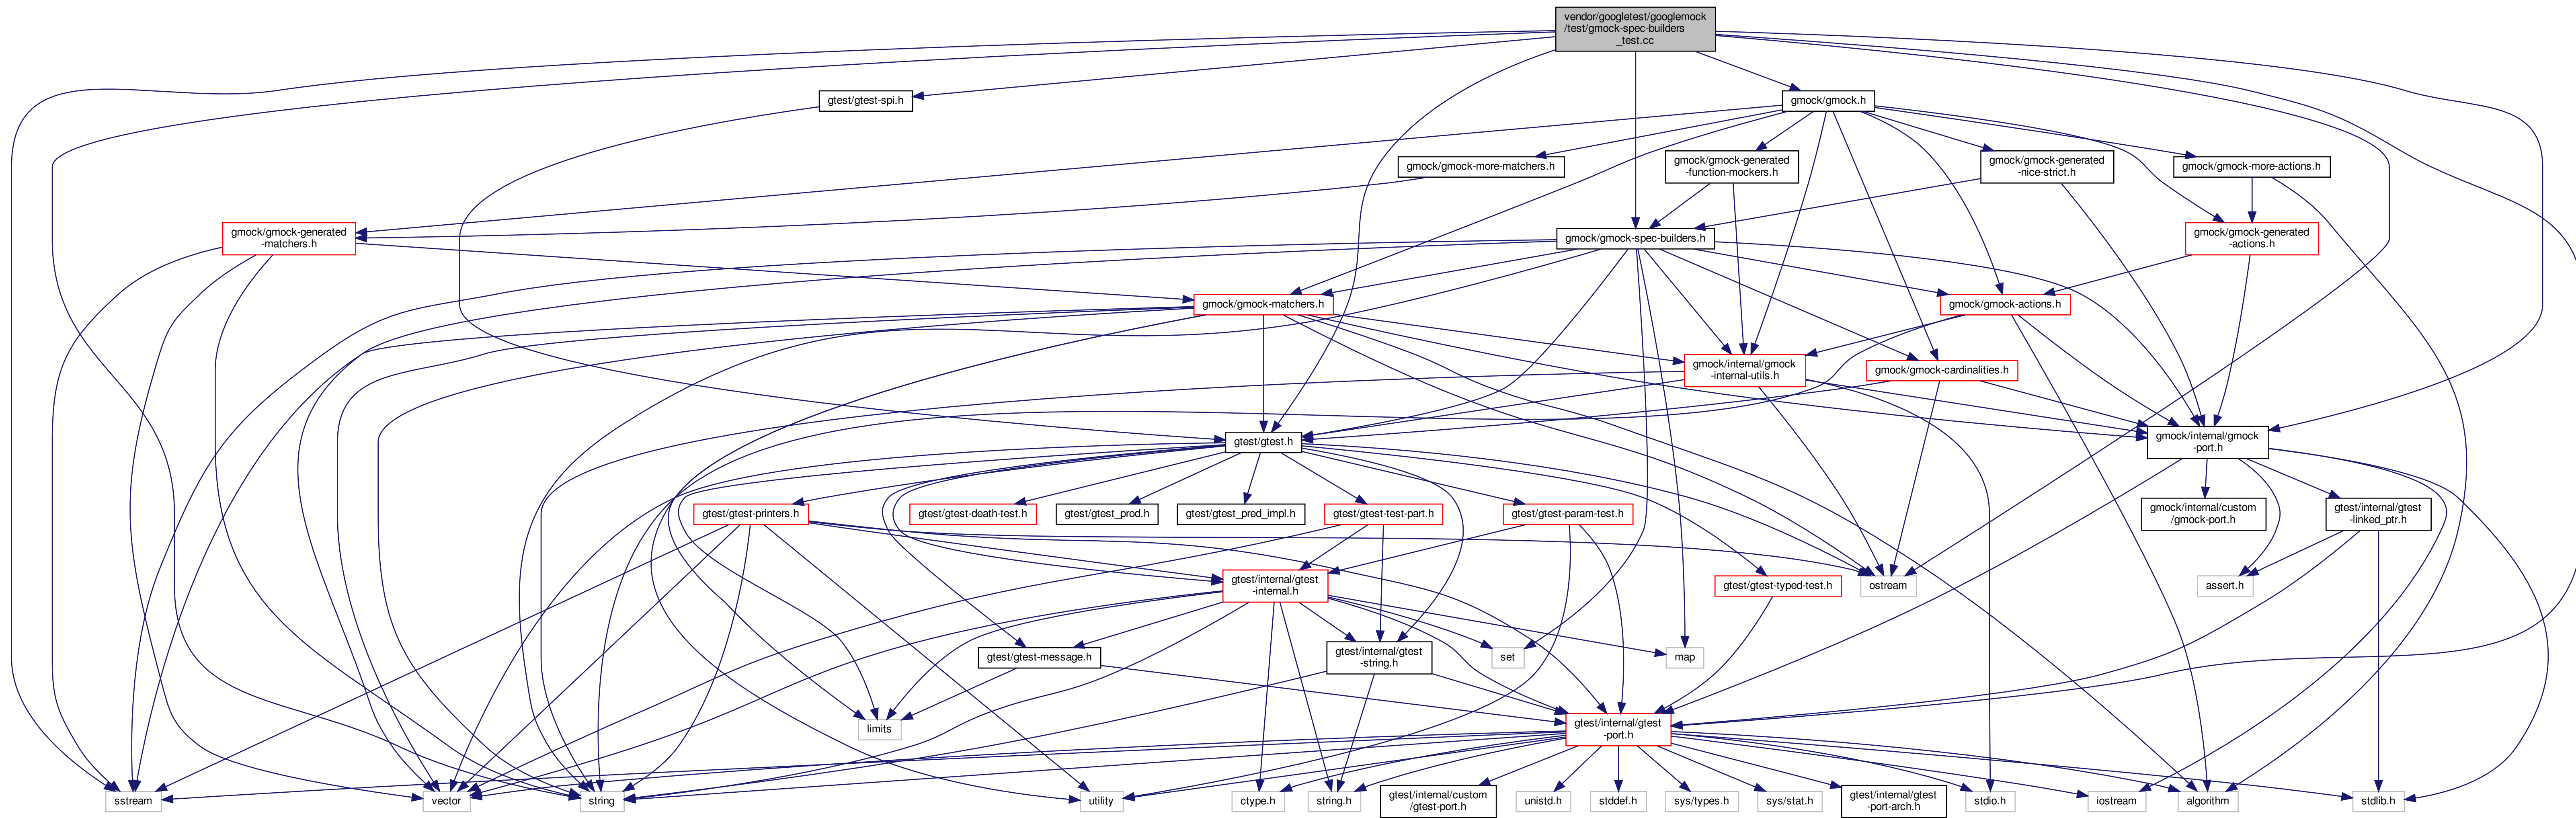 vendor/googletest/googlemock
/test/gmock-spec-builders
_test.cc
gtest/gtest-spi.h
gmock/gmock.h
gmock/gmock-more-matchers.h
gmock/gmock-generated
-function-mockers.h
gmock/gmock-generated
-nice-strict.h
gmock/gmock-more-actions.h
gmock/gmock-generated
-matchers.h
gmock/gmock-spec-builders.h
gmock/gmock-generated
-actions.h
gmock/gmock-matchers.h
gmock/gmock-actions.h
gmock/internal/gmock
-internal-utils.h
gmock/gmock-cardinalities.h
gtest/gtest.h
gmock/internal/gmock
-port.h
gtest/gtest-printers.h
gtest/gtest-death-test.h
gtest/gtest_prod.h
gtest/gtest_pred_impl.h
gtest/gtest-test-part.h
gtest/gtest-param-test.h
gmock/internal/custom
/gmock-port.h
gtest/internal/gtest
-linked_ptr.h
gtest/internal/gtest
-internal.h
gtest/gtest-typed-test.h
ostream
assert.h
gtest/gtest-message.h
gtest/internal/gtest
-string.h
set
map
limits
gtest/internal/gtest
-port.h
sstream
vector
string
utility
ctype.h
string.h
gtest/internal/custom
/gtest-port.h
unistd.h
stddef.h
sys/types.h
sys/stat.h
gtest/internal/gtest
-port-arch.h
stdio.h
iostream
algorithm
stdlib.h